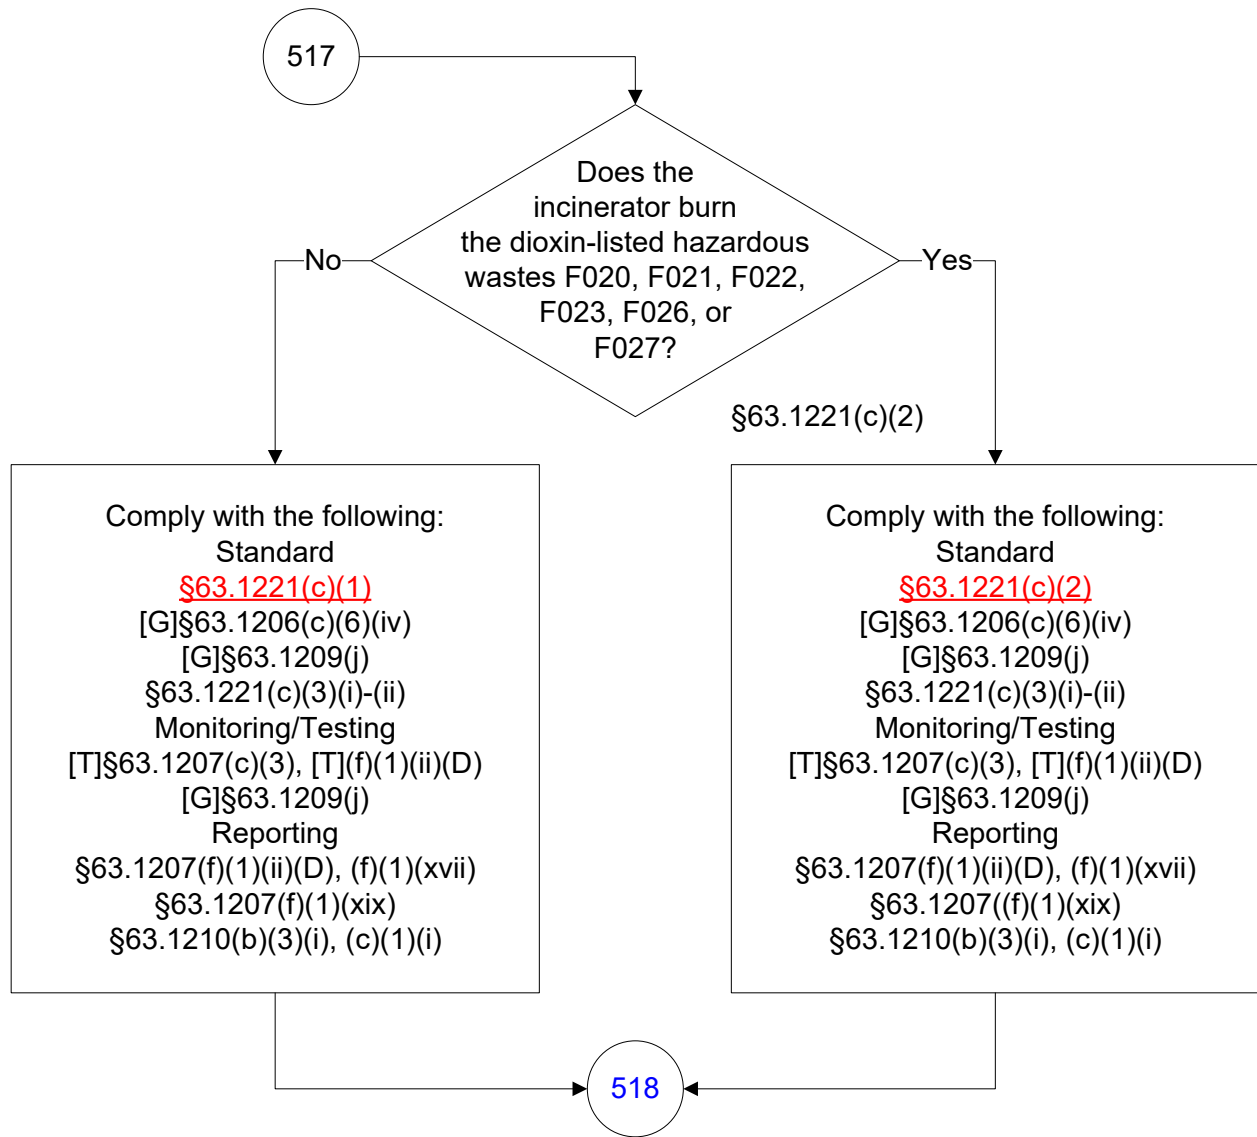 517
Does the
incinerator burn
the dioxin-listed hazardous
wastes F020, F021, F022,
F023, F026, or
F027?
No
Yes
§63.1221(c)(2)
Comply with the following:
Standard
§63.1221(c)(1)
[G]§63.1206(c)(6)(iv)
[G]§63.1209(j)
§63.1221(c)(3)(i)-(ii)
Monitoring/Testing
[T]§63.1207(c)(3), [T](f)(1)(ii)(D)
[G]§63.1209(j)
Reporting
§63.1207(f)(1)(ii)(D), (f)(1)(xvii)
§63.1207(f)(1)(xix)
§63.1210(b)(3)(i), (c)(1)(i)
Comply with the following:
Standard
§63.1221(c)(2)
[G]§63.1206(c)(6)(iv)
[G]§63.1209(j)
§63.1221(c)(3)(i)-(ii)
Monitoring/Testing
[T]§63.1207(c)(3), [T](f)(1)(ii)(D)
[G]§63.1209(j)
Reporting
§63.1207(f)(1)(ii)(D), (f)(1)(xvii)
§63.1207((f)(1)(xix)
§63.1210(b)(3)(i), (c)(1)(i)
518